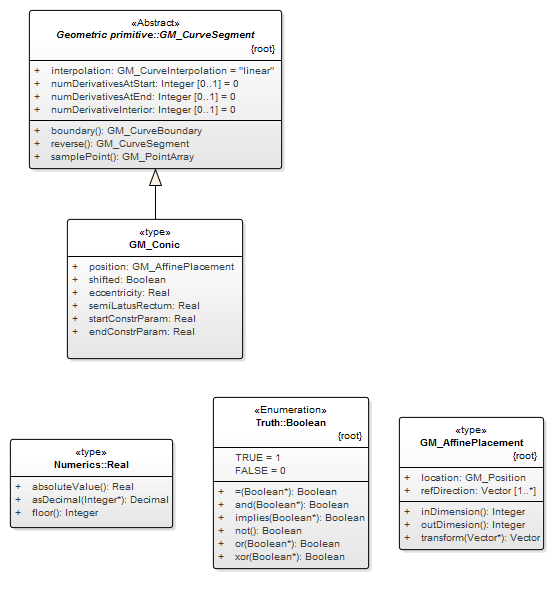 «Abstract»
Geometric primitive::GM_CurveSegment
{root}
+ interpolation: GM_CurveInterpolation = "linear"
+ numDerivativesAtStart: Integer [0..1] = 0
+ numDerivativesAtEnd: Integer [0..1] = 0
+ numDerivativeInterior: Integer [0..1] = 0
+ boundary(): GM_CurveBoundary
+ reverse(): GM_CurveSegment
+ samplePoint(): GM_PointArray
«type»
GM_Conic
+ position: GM_AffinePlacement
+ shifted: Boolean
+ eccentricity: Real
+ semiLatusRectum: Real
+ startConstrParam: Real
+ endConstrParam: Real
«type»
Numerics::Real
+ absoluteValue(): Real
+ asDecimal(Integer*): Decimal
+ floor(): Integer
«Enumeration»
Truth::Boolean
{root}
TRUE = 1
FALSE = 0
+ =(Boolean*): Boolean
+ and(Boolean*): Boolean
+ implies(Boolean*): Boolean
+ not(): Boolean
+ or(Boolean*): Boolean
+ xor(Boolean*): Boolean
«type»
GM_AffinePlacement
{root}
+ location: GM_Position
+ refDirection: Vector [1..*]
+ inDimension(): Integer
+ outDimesion(): Integer
+ transform(Vector*): Vector